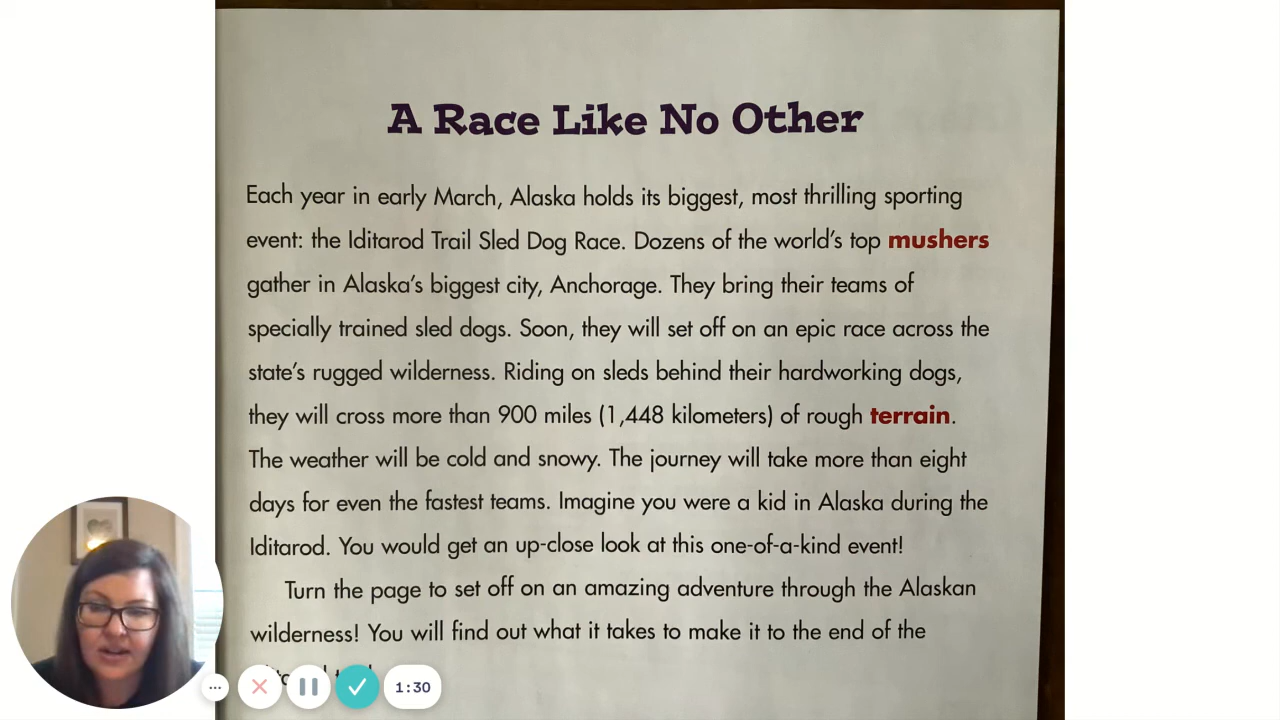 A Race Like No Other
Each year in early March, Alaska holds its biggest, most thrilling sporting
event: the Iditarod Trail Sled Dog Race. Dozens of the world's top mushers
gather in Alaska's biggest city, Anchorage. They bring their teams of
specially trained sled dogs. Soon, they will set off on an epic race across the
state's rugged wilderness. Riding on sleds behind their hardworking dogs,
they will cross more than 900 miles (1,448 kilometers) of rough terrain.
The weather will be cold and snowy. The journey will take more than eight
days for even the fastest teams. Imagine you were a kid in Alaska during the
Iditarod. You would get an up-close look at this one-of-a-kind event!
Turn the page to set off on an amazing adventure through the Alaskan
wilderness! You will find out what it takes to make it to the end of the
1:30